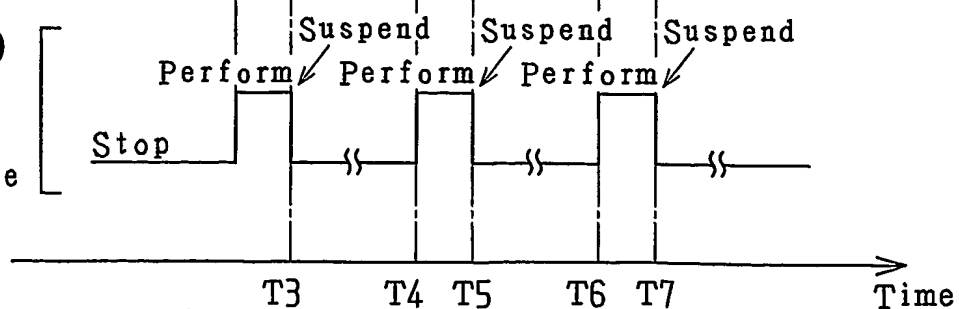 Suspend Suspend Suspend
Perform Perform Perform
Stop
e
T3 T4 T5 T6 T7 Time